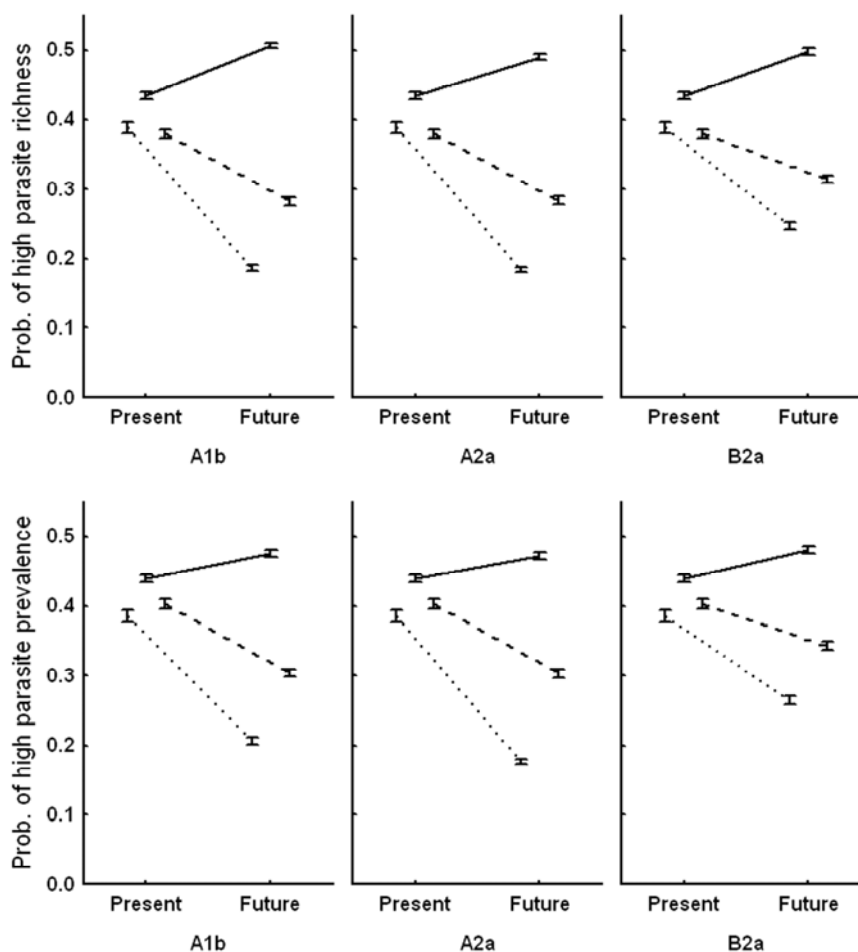 Prob. of high parasite richness
0.5
0.4
0.3
0.2
0.1
0.0
Present Future Present Future Present Future
A1b A2a B2a
Prob. of high parasite prevalence
0.5
0.4
0.3
0.2
0.1
0.0
Present Future Present Future Present Future
A1b A2a B2a